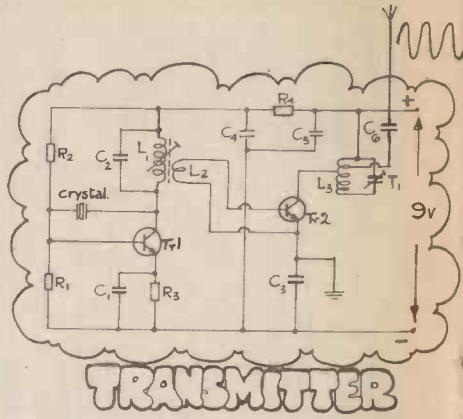 R4
+
R2
C2
L1
L2
C4
C5
C6
L3
T1
crystal.
Tr1
Tr2
9v
R1
C1
R3
C3
-
TRANSMITTER